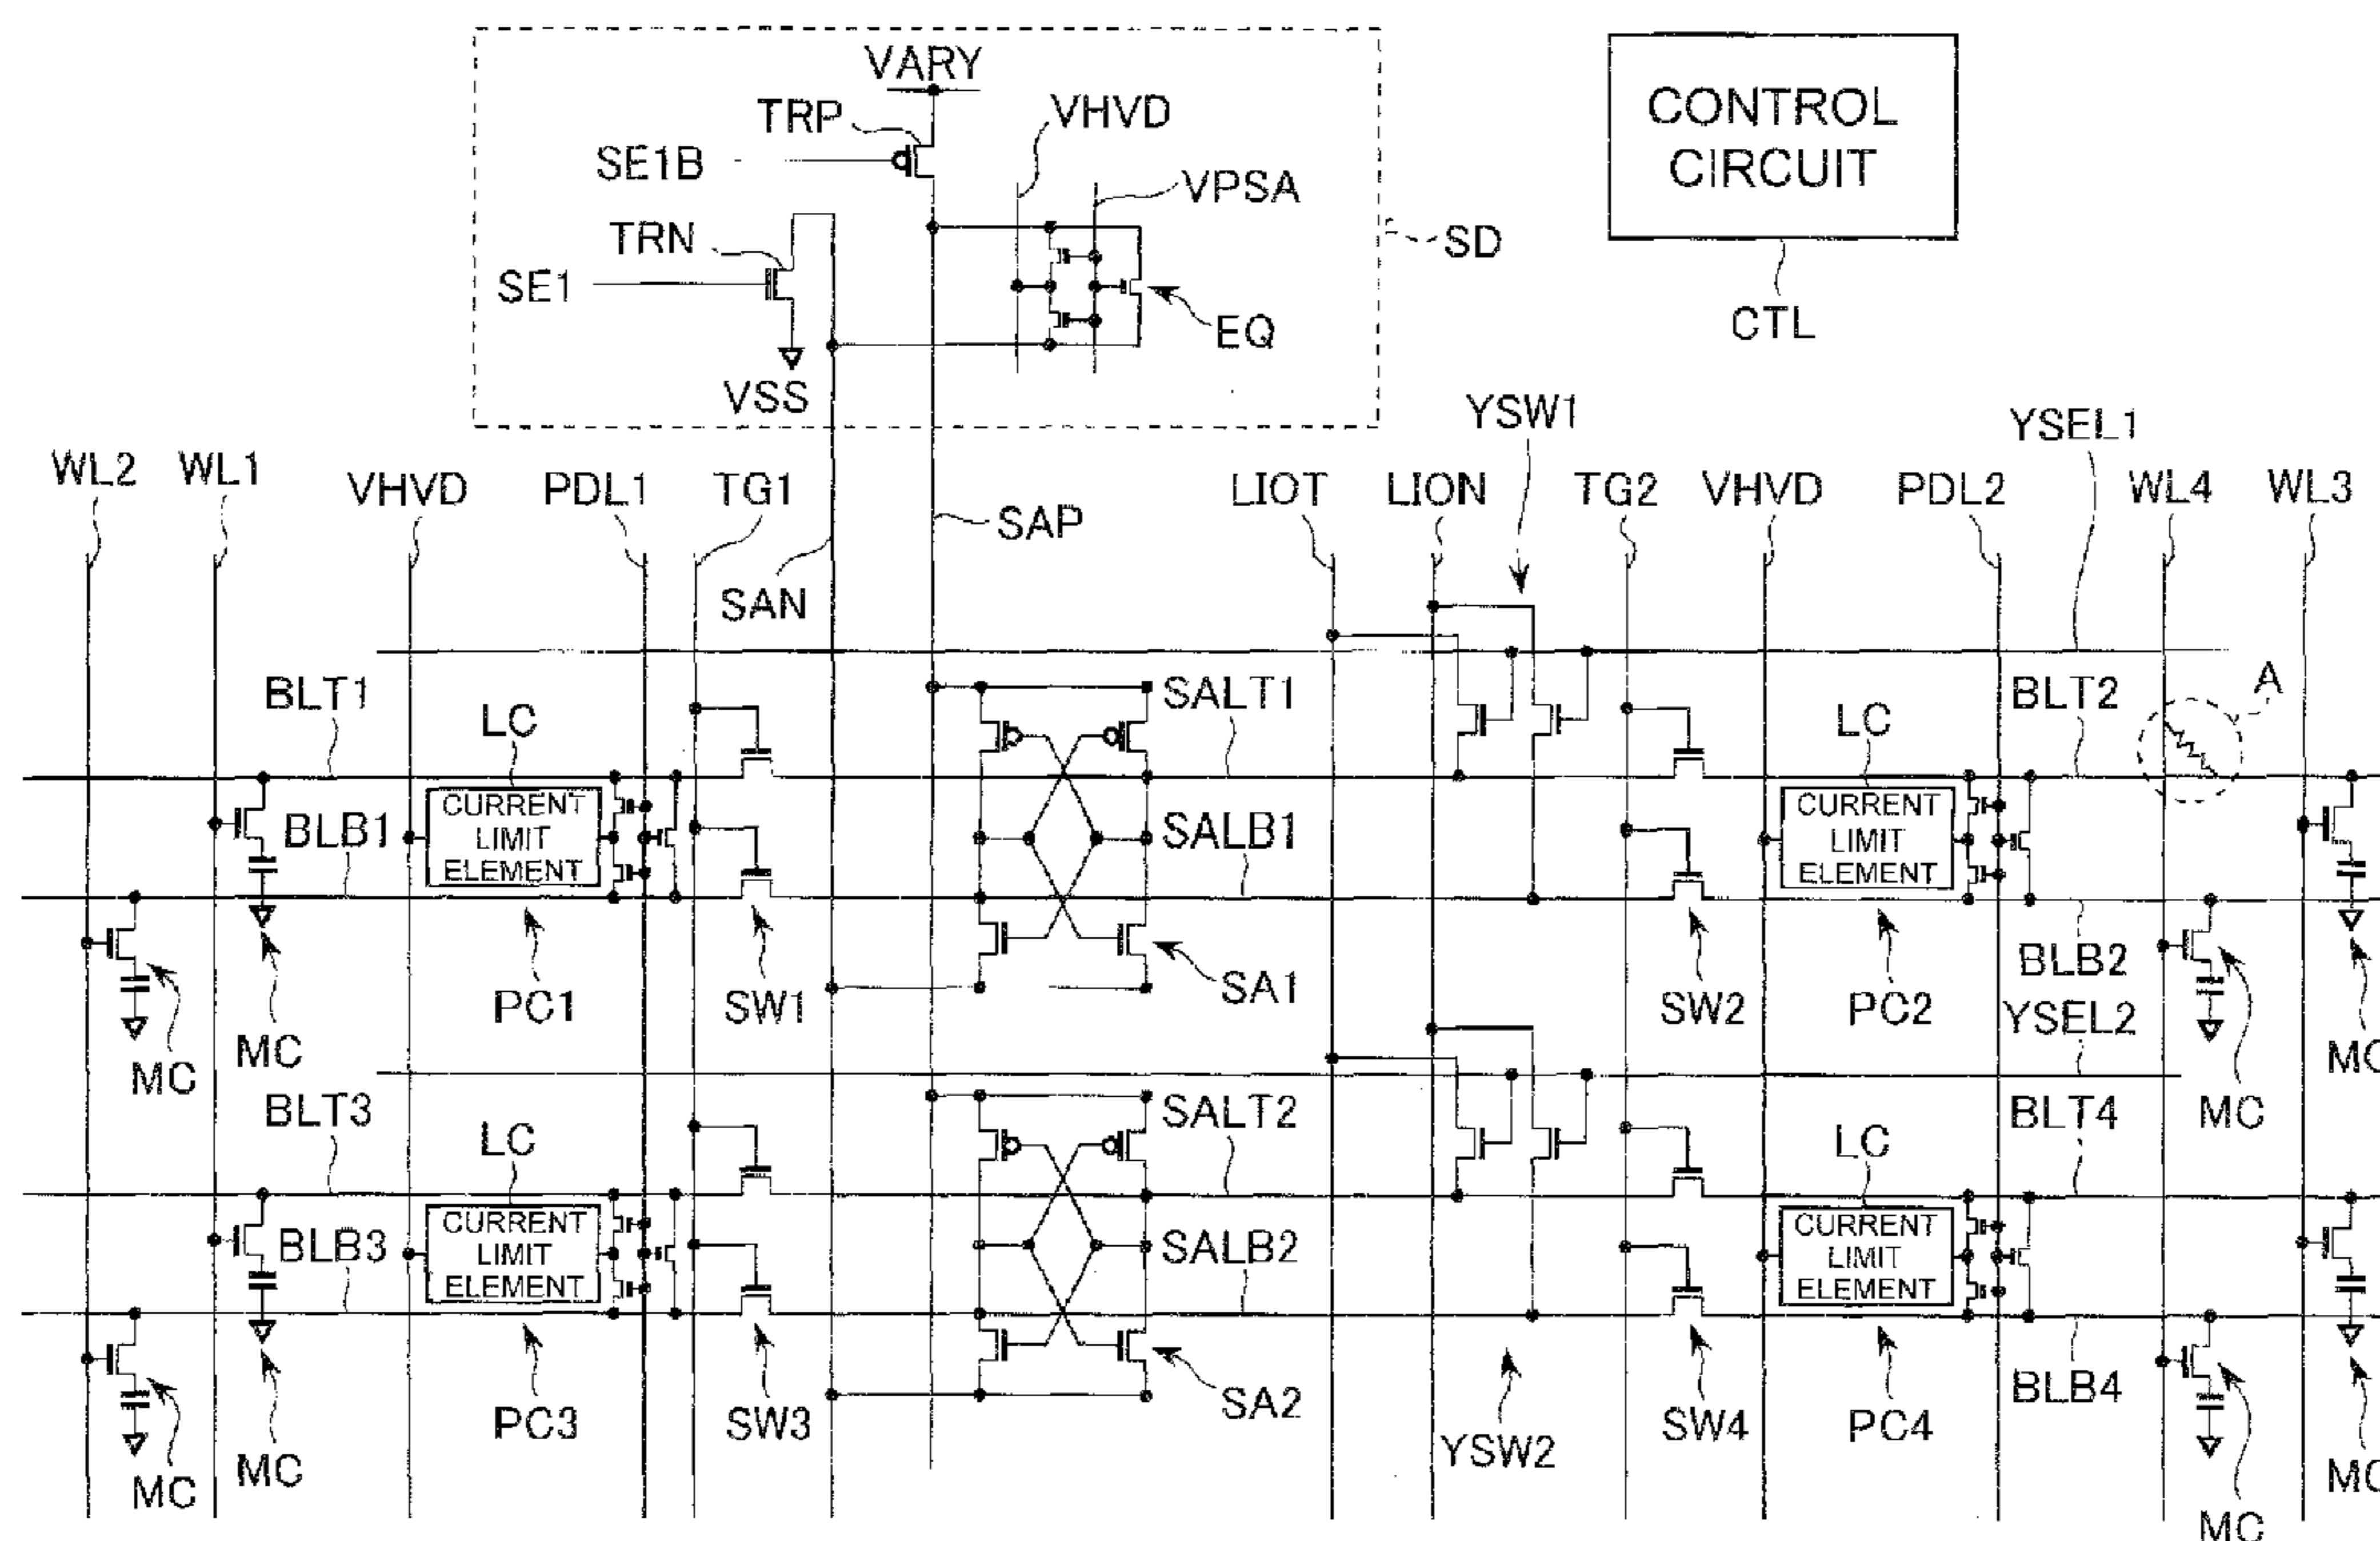 VARY
TRP
VHVD
SE1B
VPSA
TRN
SD
SE1
EQ
VSS
CONTROL
CIRCUIT
CTL
YSW1
YSEL1
WL2
WL1
VHVD
PDL1
TG1
SAP
SAN
LIOT
LION
TG2
VHVD
PDL2
WL4
WL3
BLT1
LC
SALT1
LC
BLT2
A
CURRENT
LIMIT
ELEMENT
BLB1
SALB1
CURRENT
LIMIT
ELEMENT
BLB2
PC1
SW1
SA1
SW2
PC2
YSEL2
MC
MC
MC
MC
BLT3
LC
SALT2
LC
BLT4
CURRENT
LIMIT
ELEMENT
BLB3
SALB2
CURRENT
LIMIT
ELEMENT
BLB4
PC3
SW3
SA2
YSW2
SW4
PC4
MC
MC
MC
MC